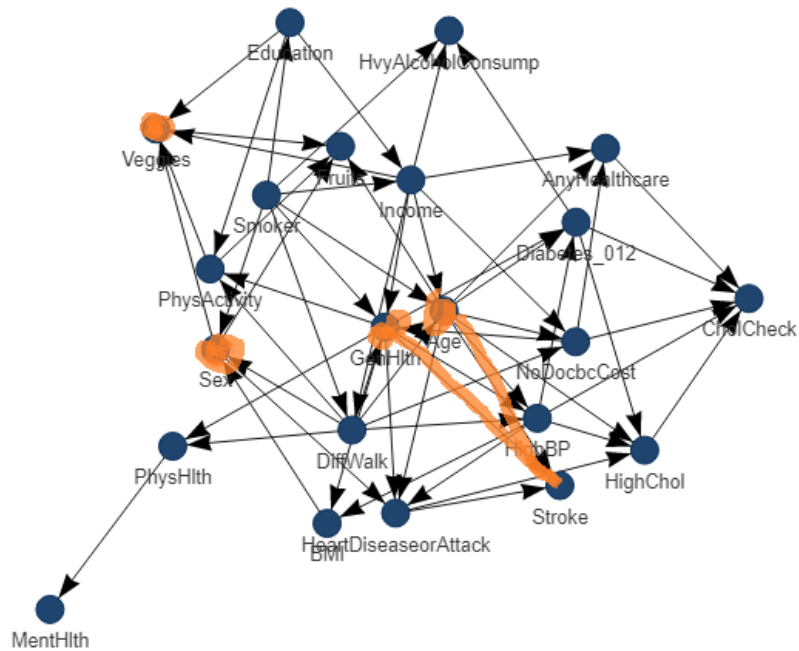 Education
HvyAlcoholConsump
Veggies
Fruits
AnyHealthcare
Smoker
Income
Diabetes_012
PhysActivity
CholCheck
GenHlth
Age
NoDocbcCost
Sex
DiffWalk
HighBP
PhysHlth
HighChol
Stroke
HeartDiseaseorAttack
BMI
MentHlth